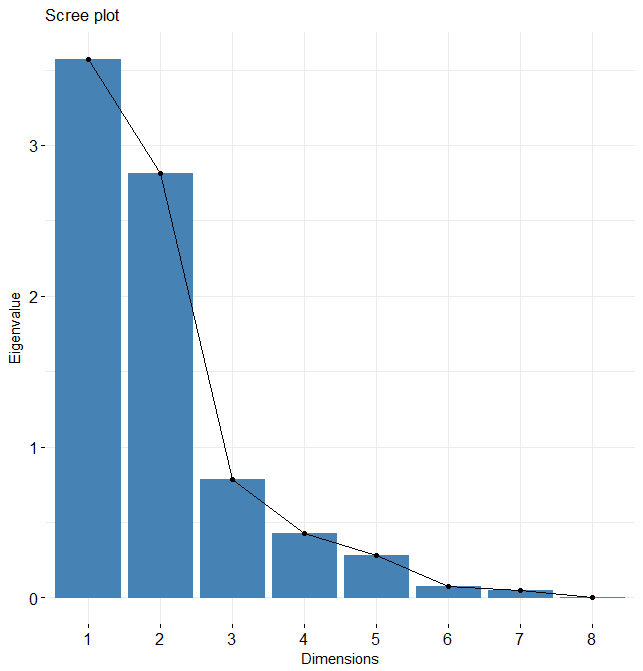 Scree plot
Eigenvalue
3
2
1
0
1 2 3 4 5 6 7 8
Dimensions